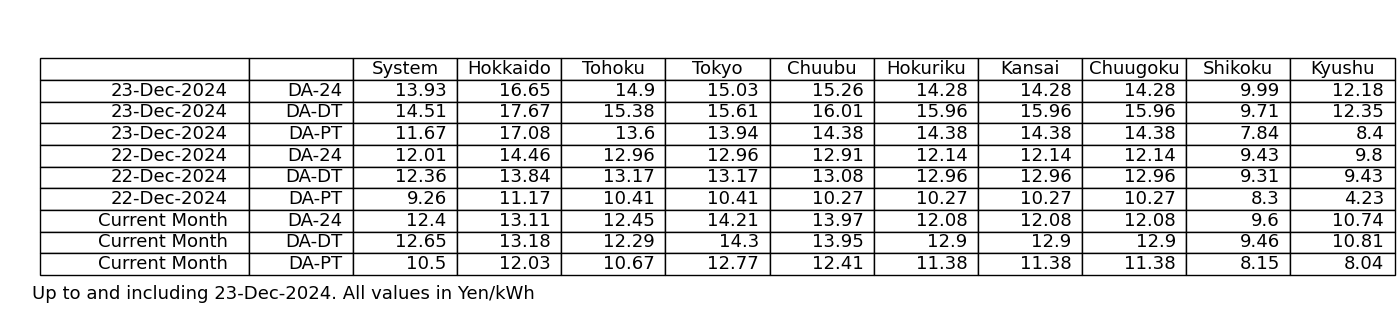 System Hokkaido Tohoku Tokyo Chuubu Hokuriku Kansai Chuugoku Shikoku Kyushu
23-Dec-2024 DA-24 13.93 16.65 14.9 15.03 15.26 14.28 14.28 14.28 9.99 12.18
23-Dec-2024 DA-DT 14.51 17.67 15.38 15.61 16.01 15.96 15.96 15.96 9.71 12.35
23-Dec-2024 DA-PT 11.67 17.08 13.6 13.94 14.38 14.38 14.38 14.38 7.84 8.4
22-Dec-2024 DA-24 12.01 14.46 12.96 12.96 12.91 12.14 12.14 12.14 9.43 9.8
22-Dec-2024 DA-DT 12.36 13.84 13.17 13.17 13.08 12.96 12.96 12.96 9.31 9.43
22-Dec-2024 DA-PT 9.26 11.17 10.41 10.41 10.27 10.27 10.27 10.27 8.3 4.23
Current Month DA-24 12.4 13.11 12.45 14.21 13.97 12.08 12.08 12.08 9.6 10.74
Current Month DA-DT 12.65 13.18 12.29 14.3 13.95 12.9 12.9 12.9 9.46 10.81
Current Month DA-PT 10.5 12.03 10.67 12.77 12.41 11.38 11.38 11.38 8.15 8.04
Up to and including 23-Dec-2024. All values in Yen/kWh